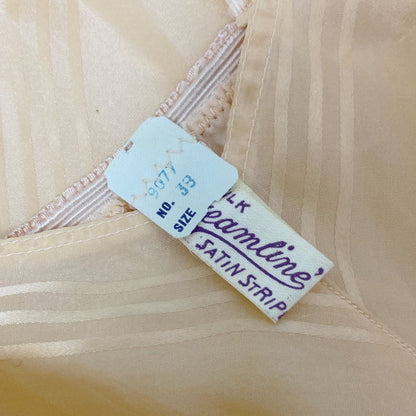 9077
NO. 33
SIZE
LK
eamline'
SATIN STRIP